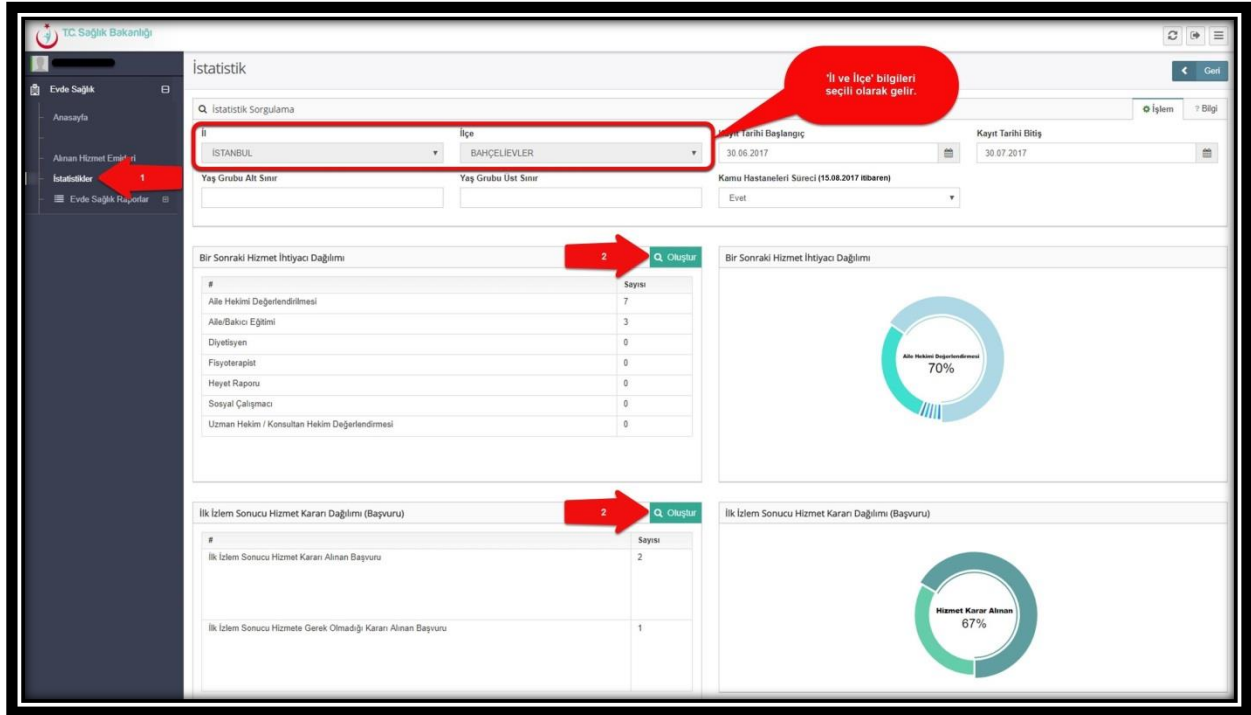 T.C. Sağlık Bakanlığı
İstatistik
Geri
'İl ve İlçe' bilgileri
seçili olarak gelir.
Evde Sağlık
Anasayfa
Alınan Hizmet Emirleri
İstatistikler
1
Evde Sağlık Raporlar
İstatistik Sorgulama
İşlem
? Bilgi
İl
İlçe
Kayıt Tarihi Başlangıç
Kayıt Tarihi Bitiş
İSTANBUL
BAHÇELİEVLER
30.06.2017
30.07.2017
Yaş Grubu Alt Sınır
Yaş Grubu Üst Sınır
Kamu Hastaneleri Süreci (15.08.2017 itibaren)
Evet
Bir Sonraki Hizmet İhtiyacı Dağılımı
2
Oluştur
Bir Sonraki Hizmet İhtiyacı Dağılımı
# Sayısı
Aile Hekimi Değerlendirilmesi 7
Aile/Bakıcı Eğitimi 3
Diyetisyen 0
Fisyoterapist 0
Heyet Raporu 0
Sosyal Çalışmacı 0
Uzman Hekim / Konsultan Hekim Değerlendirmesi 0
Aile Hekimi Değerlendirmesi
70%
İlk İzlem Sonucu Hizmet Kararı Dağılımı (Başvuru)
2
Oluştur
İlk İzlem Sonucu Hizmet Kararı Dağılımı (Başvuru)
# Sayısı
İlk İzlem Sonucu Hizmet Kararı Alınan Başvuru 2
İlk İzlem Sonucu Hizmete Gerek Olmadığı Kararı Alınan Başvuru 1
Hizmet Karar Alınan
67%